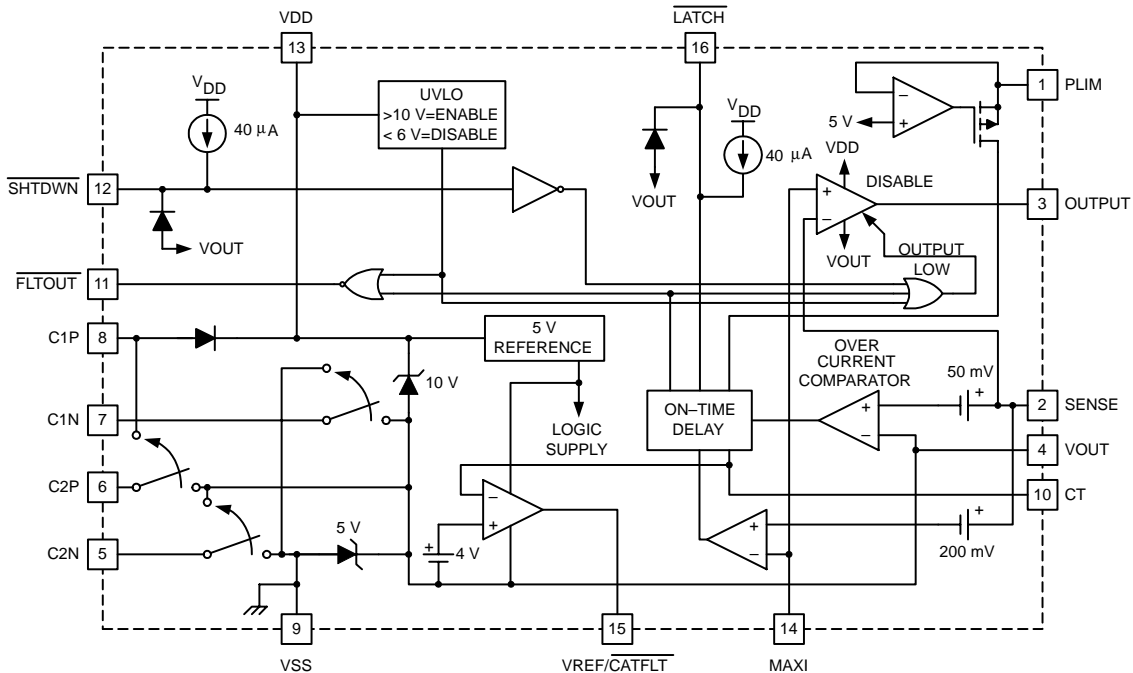 VDD
LATCH
13
16
VDD
40 µA
UVLO
>10 V=ENABLE
< 6 V=DISABLE
VDD
40 µA
5 V
−
+
1
PLIM
SHTDWN
12
VOUT
VOUT
VDD
DISABLE
+
−
VOUT
3
OUTPUT
OUTPUT
LOW
FLTOUT
11
C1P
8
10 V
5 V
REFERENCE
LOGIC
SUPPLY
OVER
CURRENT
COMPARATOR
50 mV
+
C1N
7
ON–TIME
DELAY
+
−
2
SENSE
4
VOUT
C2P
6
10
CT
−
+
5 V
+
4 V
+
−
+
200 mV
C2N
5
9
15
14
VSS
VREF/CATFLT
MAXI